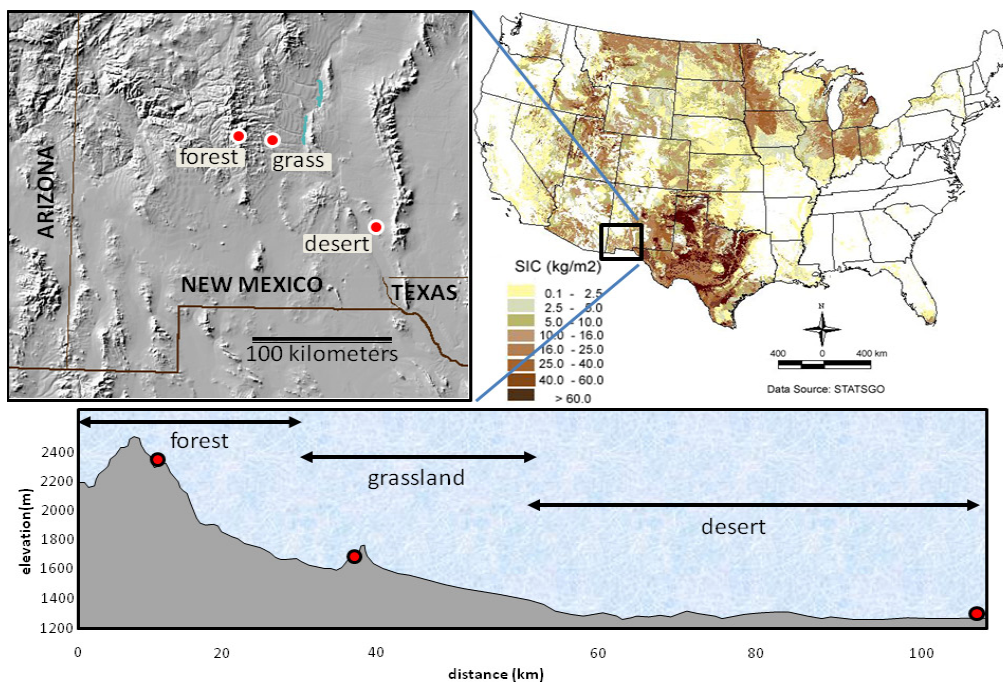 ARIZONA
forest
grass
desert
NEW MEXICO
TEXAS
100 kilometers
SIC (kg/m2)
0.1 - 2.5
2.5 - 5.0
5.0 - 10.0
10.0 - 16.0
16.0 - 25.0
25.0 - 40.0
40.0 - 60.0
> 60.0
N
400 0 400 km
Data Source: STATSGO
forest
grassland
desert
elevation(m)
2400
2200
2000
1800
1600
1400
1200
0 20 40 60 80 100
distance (km)